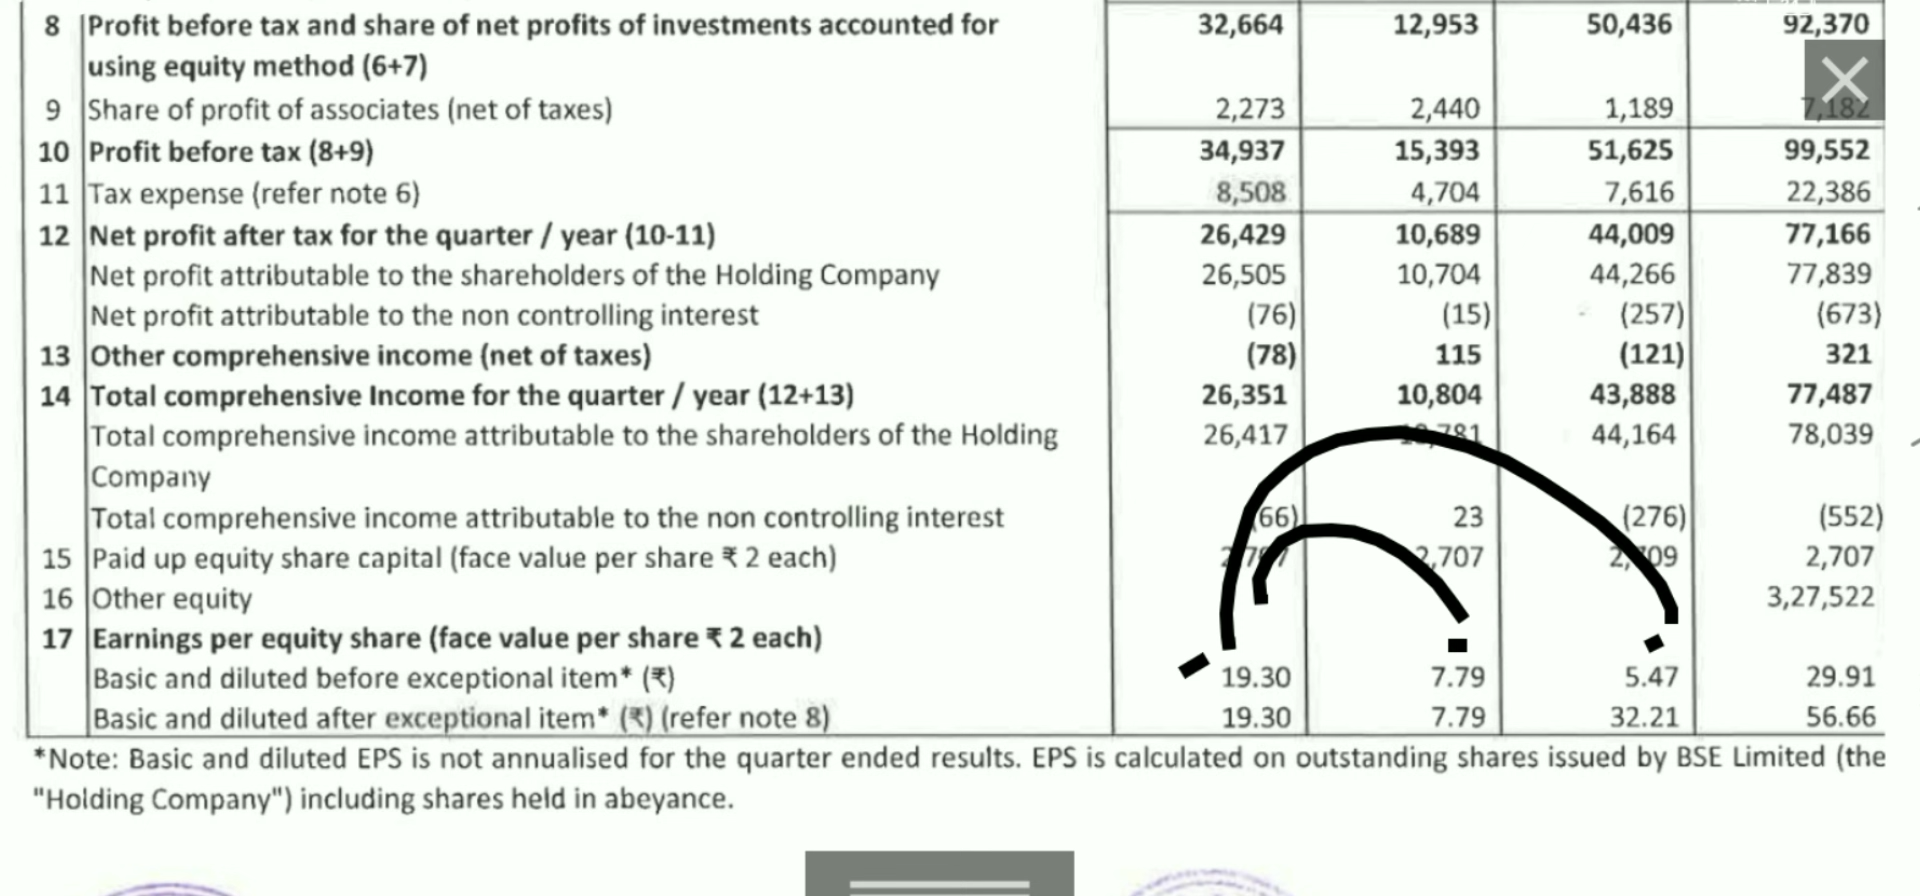 8 Profit before tax and share of net profits of investments accounted for 32,664 12,953 50,436 92,370
using equity method (6+7)
9 Share of profit of associates (net of taxes) 2,273 2,440 1,189 7,182
10 Profit before tax (8+9) 34,937 15,393 51,625 99,552
11 Tax expense (refer note 6) 8,508 4,704 7,616 22,386
12 Net profit after tax for the quarter / year (10-11) 26,429 10,689 44,009 77,166
Net profit attributable to the shareholders of the Holding Company 26,505 10,704 44,266 77,839
Net profit attributable to the non controlling interest (76) (15) (257) (673)
13 Other comprehensive income (net of taxes) (78) 115 (121) 321
14 Total comprehensive Income for the quarter / year (12+13) 26,351 10,804 43,888 77,487
Total comprehensive income attributable to the shareholders of the Holding 26,417 44,164 78,039
Company
Total comprehensive income attributable to the non controlling interest (66) 23 (276) (552)
15 Paid up equity share capital (face value per share ₹ 2 each) 2,707 2,709 2,707
16 Other equity 3,27,522
17 Earnings per equity share (face value per share ₹ 2 each)
Basic and diluted before exceptional item* (₹) 19.30 7.79 5.47 29.91
Basic and diluted after exceptional item* (₹) (refer note 8) 19.30 7.79 32.21 56.66
*Note: Basic and diluted EPS is not annualised for the quarter ended results. EPS is calculated on outstanding shares issued by BSE Limited (the
"Holding Company") including shares held in abeyance.